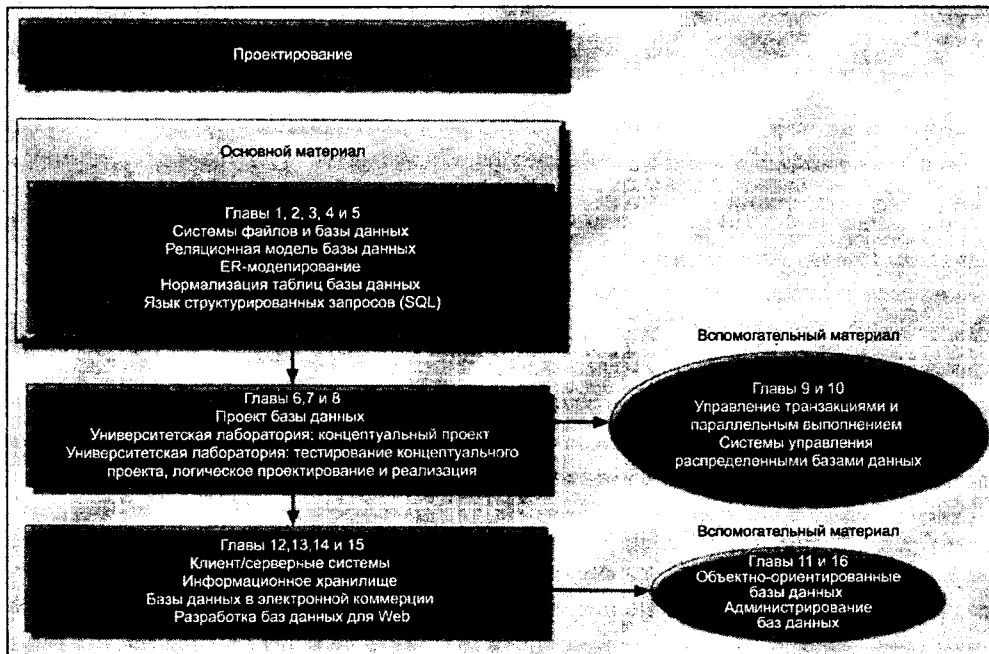 Проектирование
Основной материал
Главы 1, 2, 3, 4 и 5
Системы файлов и базы данных
Реляционная модель базы данных
ER-моделирование
Нормализация таблиц базы данных
Язык структурированных запросов (SQL)
Главы 6,7 и 8
Проект базы данных
Университетская лаборатория: концептуальный проект
Университетская лаборатория: тестирование концептуального
проекта, логическое проектирование и реализация
Вспомогательный материал
Главы 9 и 10
Управление транзакциями и
параллельным выполнением
Системы управления
распределенными базами данных
Главы 12,13,14 и 15
Клиент/серверные системы
Информационное хранилище
Базы данных в электронной коммерции
Разработка баз данных для Web
Вспомогательный материал
Главы 11 и 16
Объектно-ориентированные
базы данных
Администрирование
баз данных